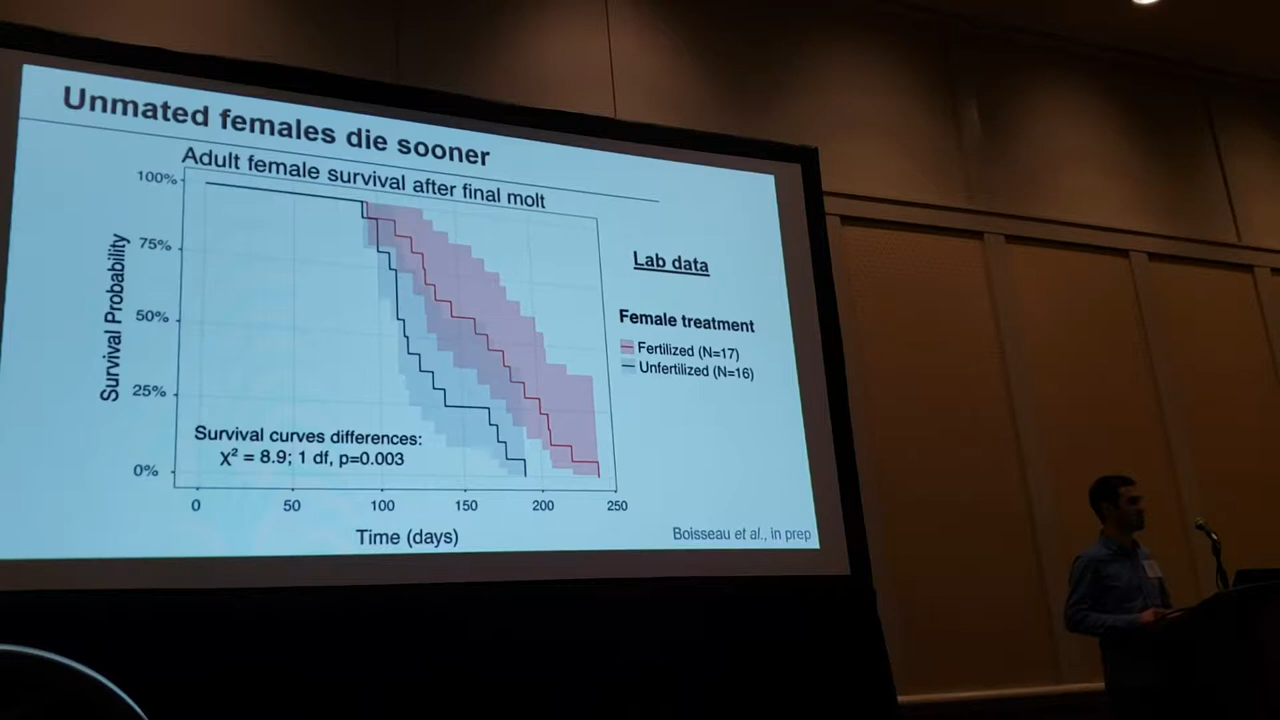 Unmated females die sooner
Adult female survival after final molt
100%
75%
50%
25%
0%
Survival Probability
Survival curves differences:
X² = 8.9; 1 df, p=0.003
0 50 100 150 200 250
Time (days)
Lab data
Female treatment
Fertilized (N=17)
Unfertilized (N=16)
Boisseau et al., in prep